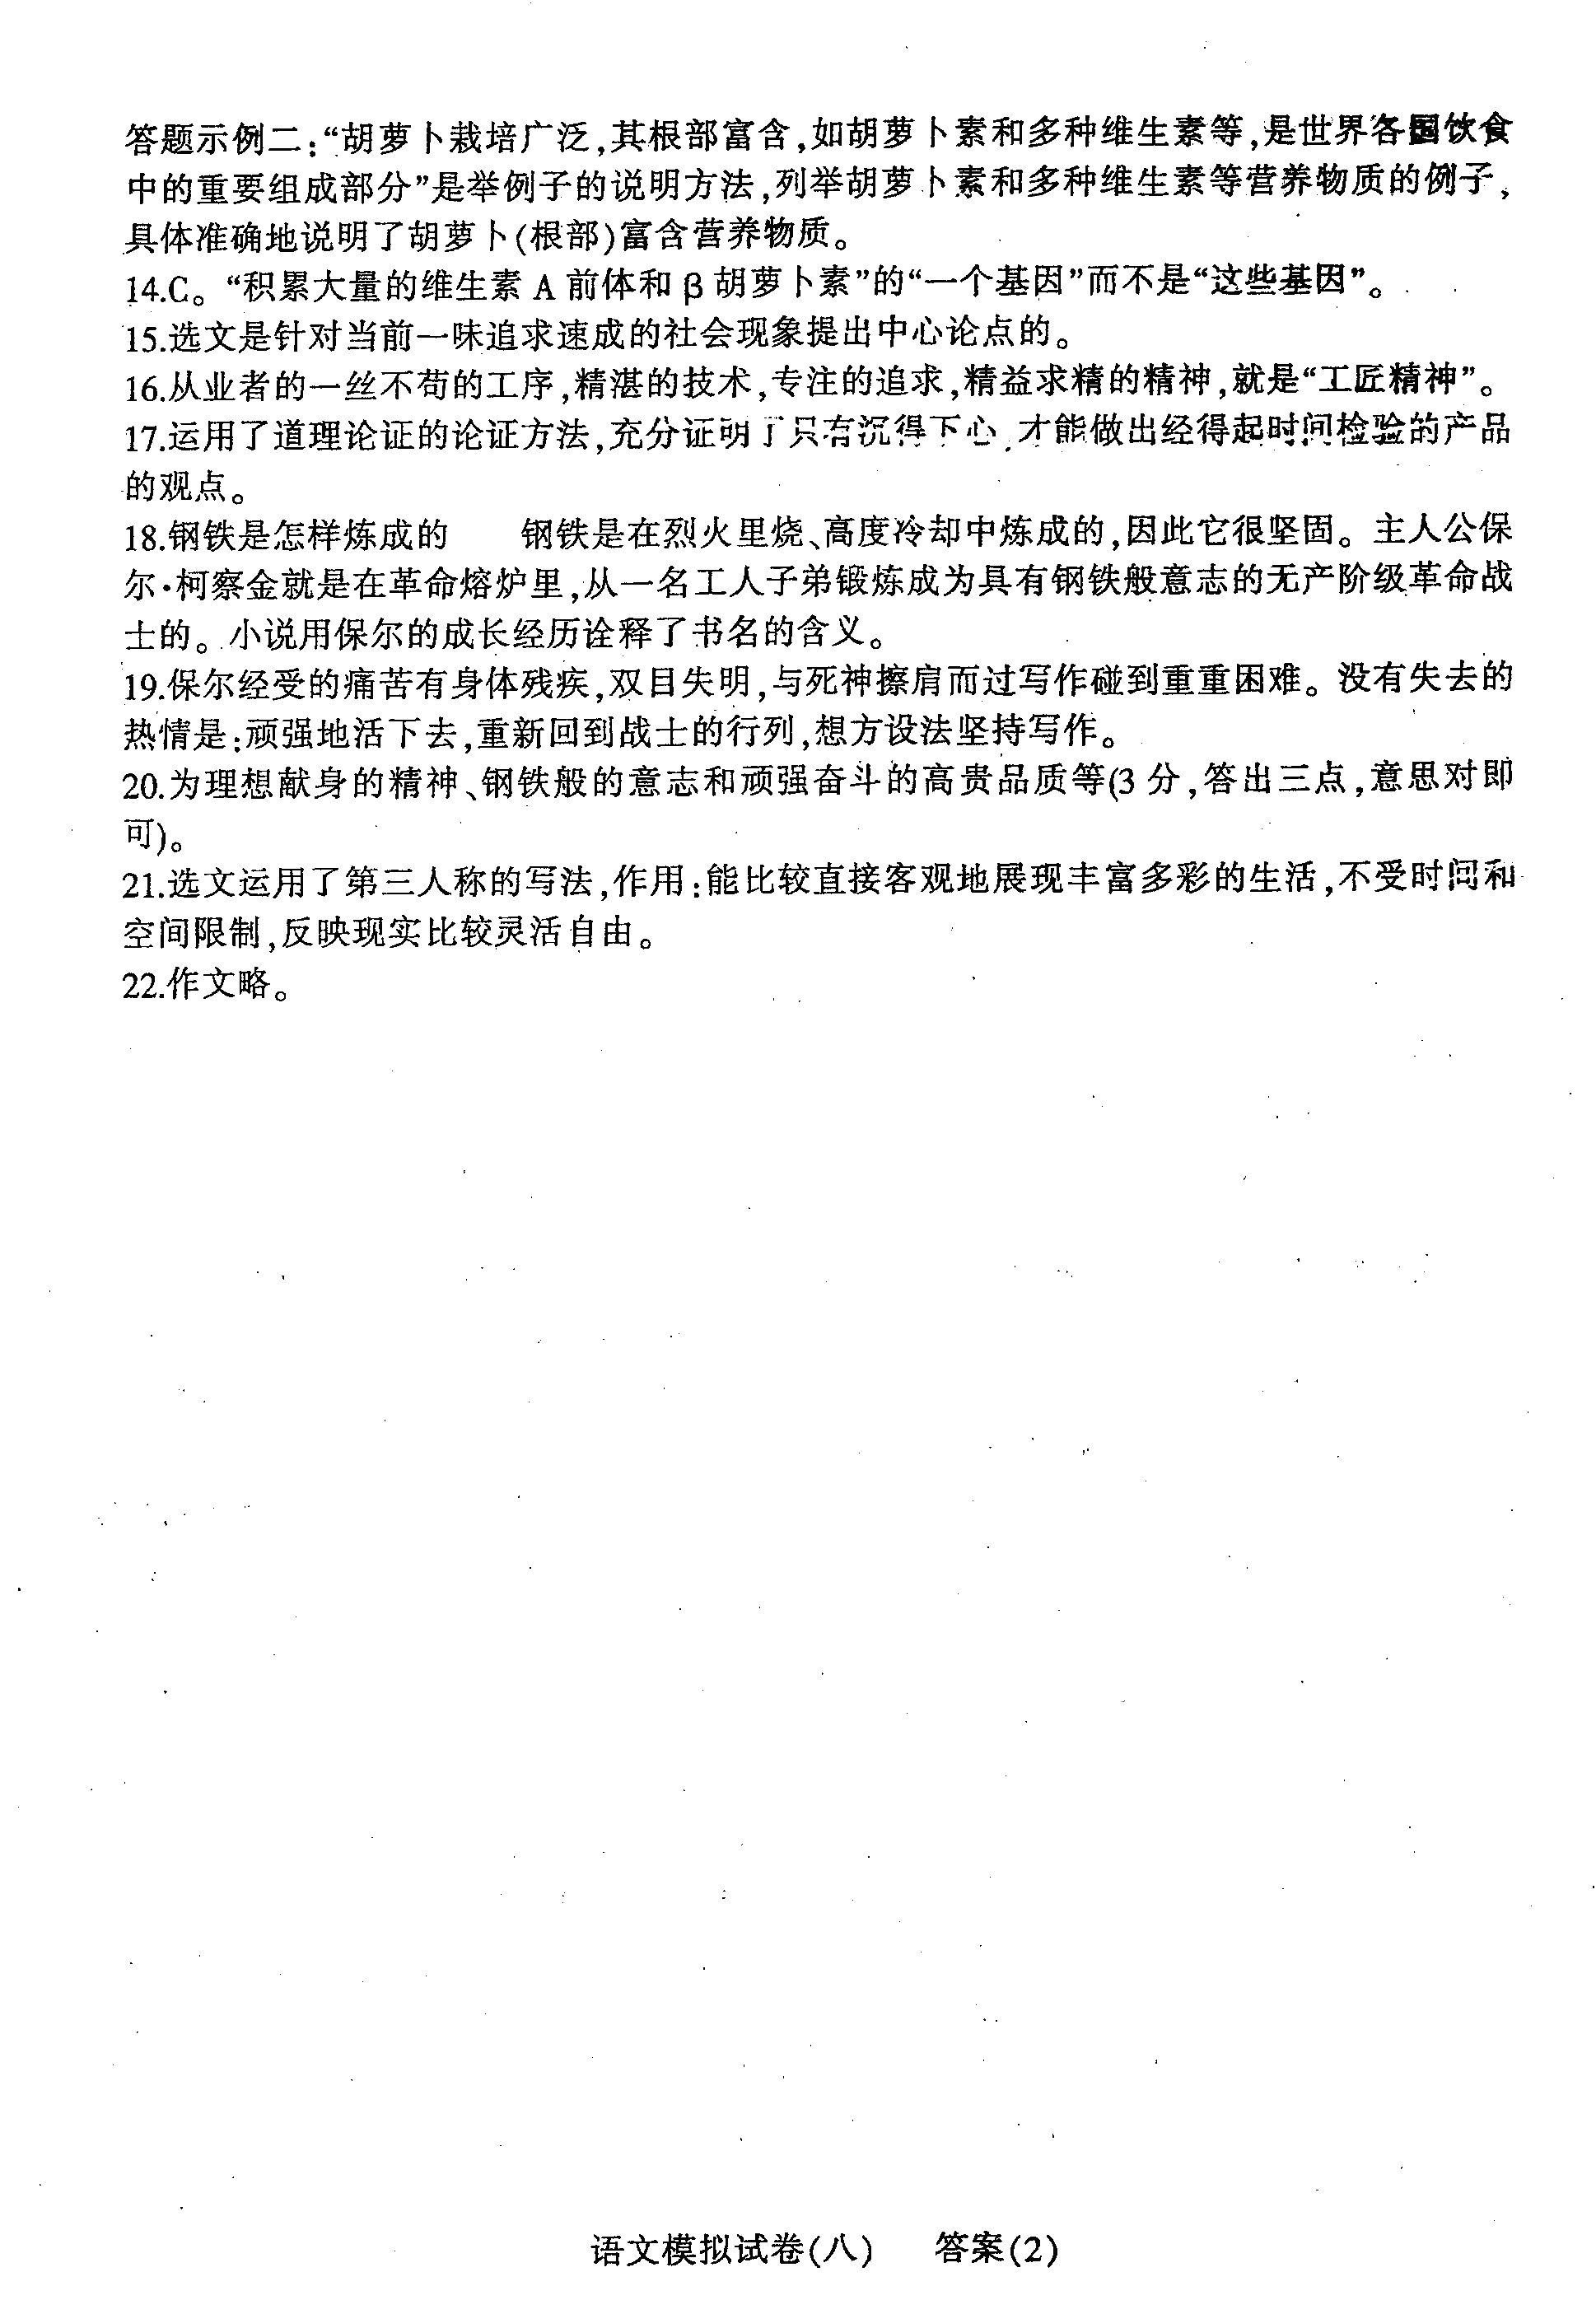 答题示例二:“胡萝卜栽培广泛,其根部富含,如胡萝卜素和多种维生素等,是世界各国饮食
中的重要组成部分”是举例子的说明方法,列举胡萝卜素和多种维生素等营养物质的例子,
具体准确地说明了胡萝卜(根部)富含营养物质。
14.C。“积累大量的维生素 A 前体和 β 胡萝卜素”的“一个基因”而不是“这些基因”。
15.选文是针对当前一味追求速成的社会现象提出中心论点的。
16.从业者的一丝不苟的工序,精湛的技术,专注的追求,精益求精的精神,就是“工匠精神”。
17.运用了道理论证的论证方法,充分证明了只有沉得下心,才能做出经得起时间检验的产品
的观点。
18.钢铁是怎样炼成的　　钢铁是在烈火里烧、高度冷却中炼成的,因此它很坚固。主人公保
尔·柯察金就是在革命熔炉里,从一名工人子弟锻炼成为具有钢铁般意志的无产阶级革命战
士的。小说用保尔的成长经历诠释了书名的含义。
19.保尔经受的痛苦有身体残疾,双目失明,与死神擦肩而过写作碰到重重困难。没有失去的
热情是:顽强地活下去,重新回到战士的行列,想方设法坚持写作。
20.为理想献身的精神、钢铁般的意志和顽强奋斗的高贵品质等(3 分,答出三点,意思对即
可)。
21.选文运用了第三人称的写法,作用:能比较直接客观地展现丰富多彩的生活,不受时间和
空间限制,反映现实比较灵活自由。
22.作文略。
语文模拟试卷(八)　答案(2)